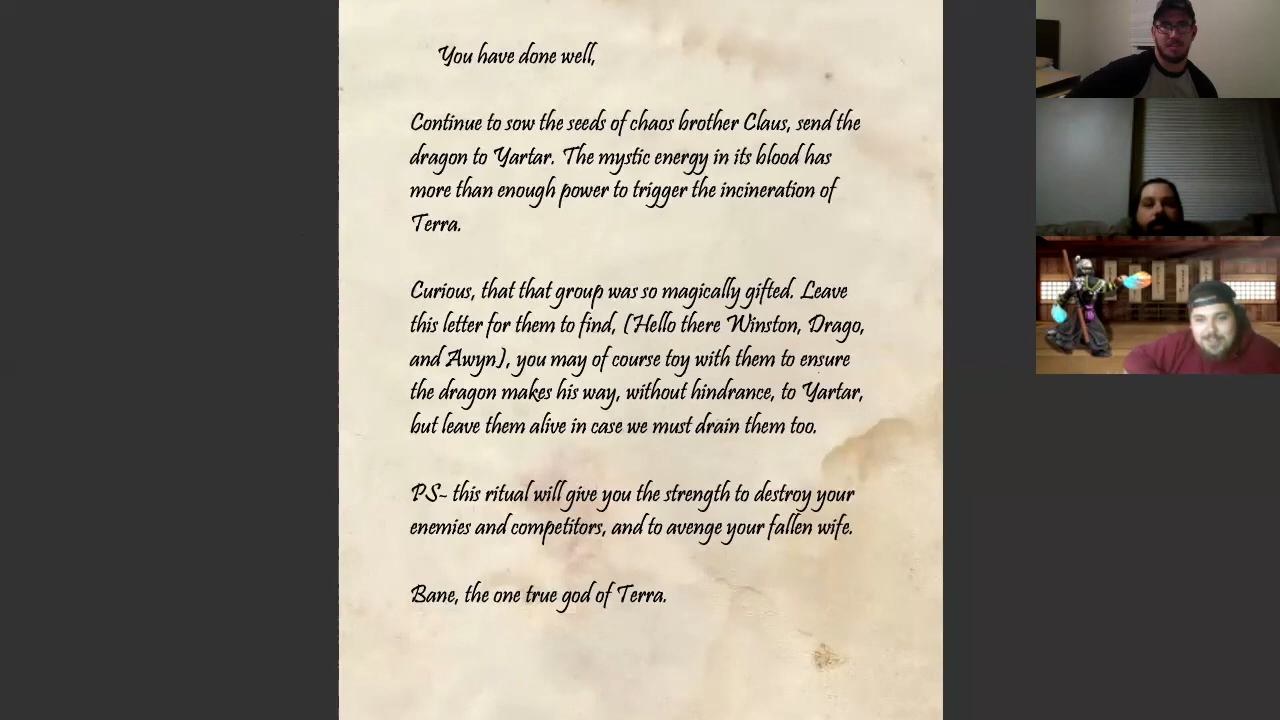 You have done well,
Continue to sow the seeds of chaos brother Claus, send the
dragon to Yartar. The mystic energy in its blood has
more than enough power to trigger the incineration of
Terra.
Curious, that that group was so magically gifted. Leave
this letter for them to find, (Hello there Winston, Drago,
and Awyn), you may of course toy with them to ensure
the dragon makes his way, without hindrance, to Yartar,
but leave them alive in case we must drain them too.
PS- this ritual will give you the strength to destroy your
enemies and competitors, and to avenge your fallen wife.
Bane, the one true god of Terra.